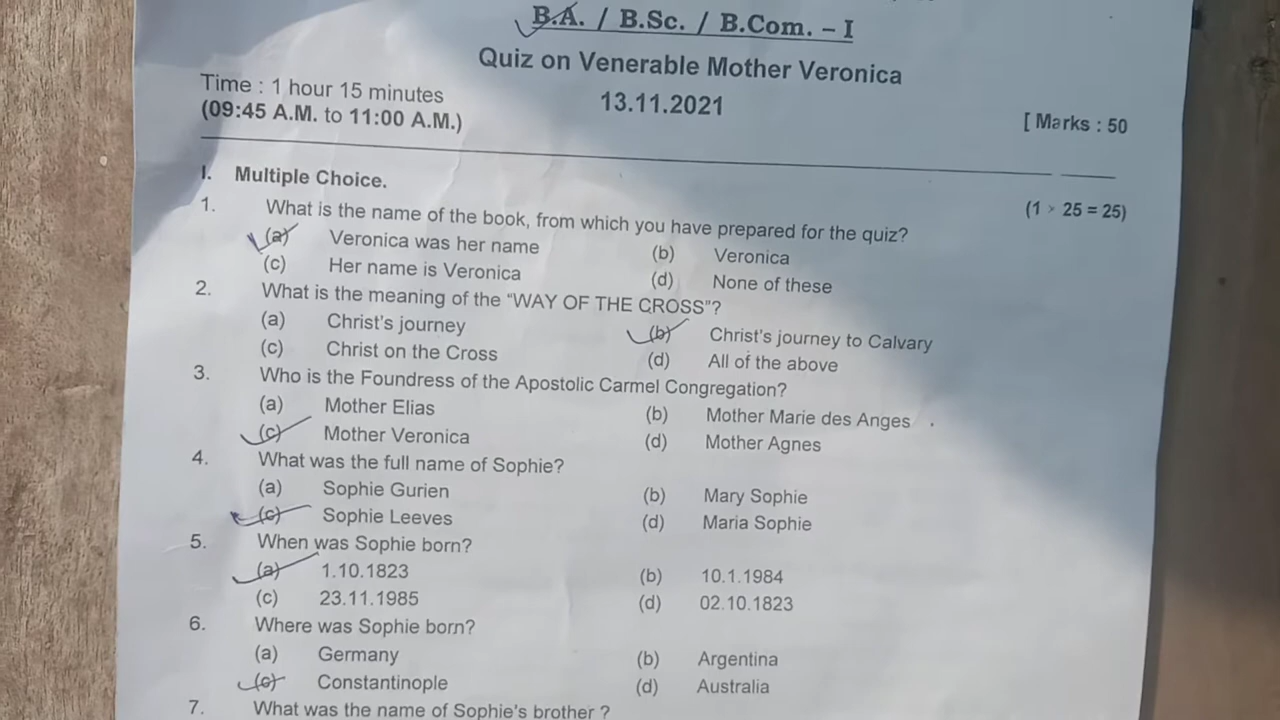 B.A. / B.Sc. / B.Com. – I
Quiz on Venerable Mother Veronica
Time : 1 hour 15 minutes
13.11.2021
(09:45 A.M. to 11:00 A.M.)
[ Marks : 50
I. Multiple Choice.
(1 × 25 = 25)
1. What is the name of the book, from which you have prepared for the quiz?
(a) Veronica was her name (b) Veronica
(c) Her name is Veronica (d) None of these
2. What is the meaning of the “WAY OF THE CROSS”?
(a) Christ's journey (b) Christ's journey to Calvary
(c) Christ on the Cross (d) All of the above
3. Who is the Foundress of the Apostolic Carmel Congregation?
(a) Mother Elias (b) Mother Marie des Anges
(c) Mother Veronica (d) Mother Agnes
4. What was the full name of Sophie?
(a) Sophie Gurien (b) Mary Sophie
(c) Sophie Leeves (d) Maria Sophie
5. When was Sophie born?
(a) 1.10.1823 (b) 10.1.1984
(c) 23.11.1985 (d) 02.10.1823
6. Where was Sophie born?
(a) Germany (b) Argentina
(c) Constantinople (d) Australia
7. What was the name of Sophie's brother ?